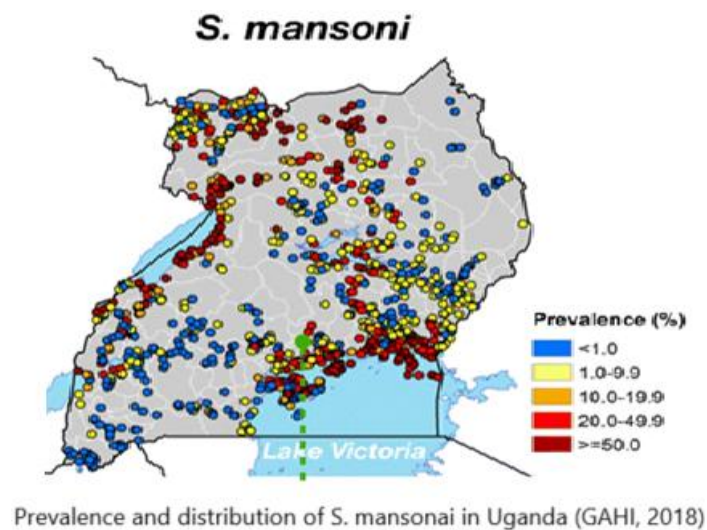 S. mansoni
Prevalence (%)
<1.0
1.0-9.9
10.0-19.9
20.0-49.9
>=50.0
Lake Victoria
Prevalence and distribution of S. mansonai in Uganda (GAHI, 2018)